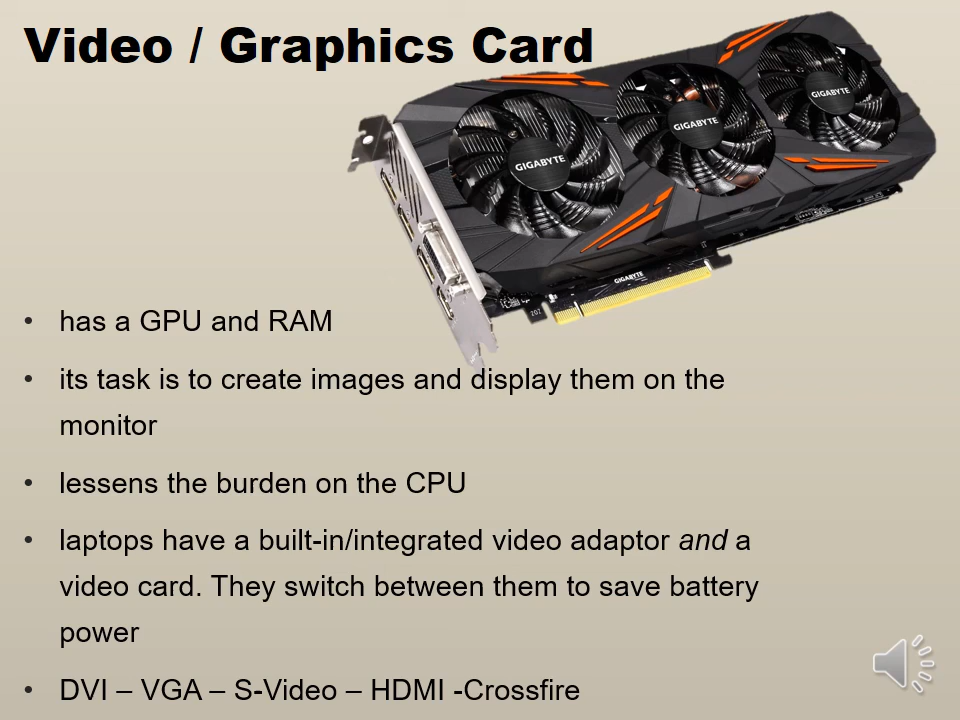 Video / Graphics Card
GIGABYTE
GIGABYTE
GIGABYTE
GIGABYTE
• has a GPU and RAM
• its task is to create images and display them on the
monitor
• lessens the burden on the CPU
• laptops have a built-in/integrated video adaptor and a
video card. They switch between them to save battery
power
• DVI – VGA – S-Video – HDMI -Crossfire